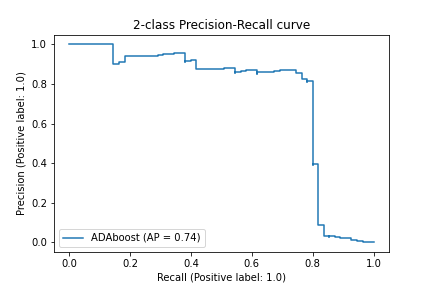 2-class Precision-Recall curve
1.0
0.8
0.6
0.4
0.2
0.0
Precision (Positive label: 1.0)
ADAboost (AP = 0.74)
0.0 0.2 0.4 0.6 0.8 1.0
Recall (Positive label: 1.0)